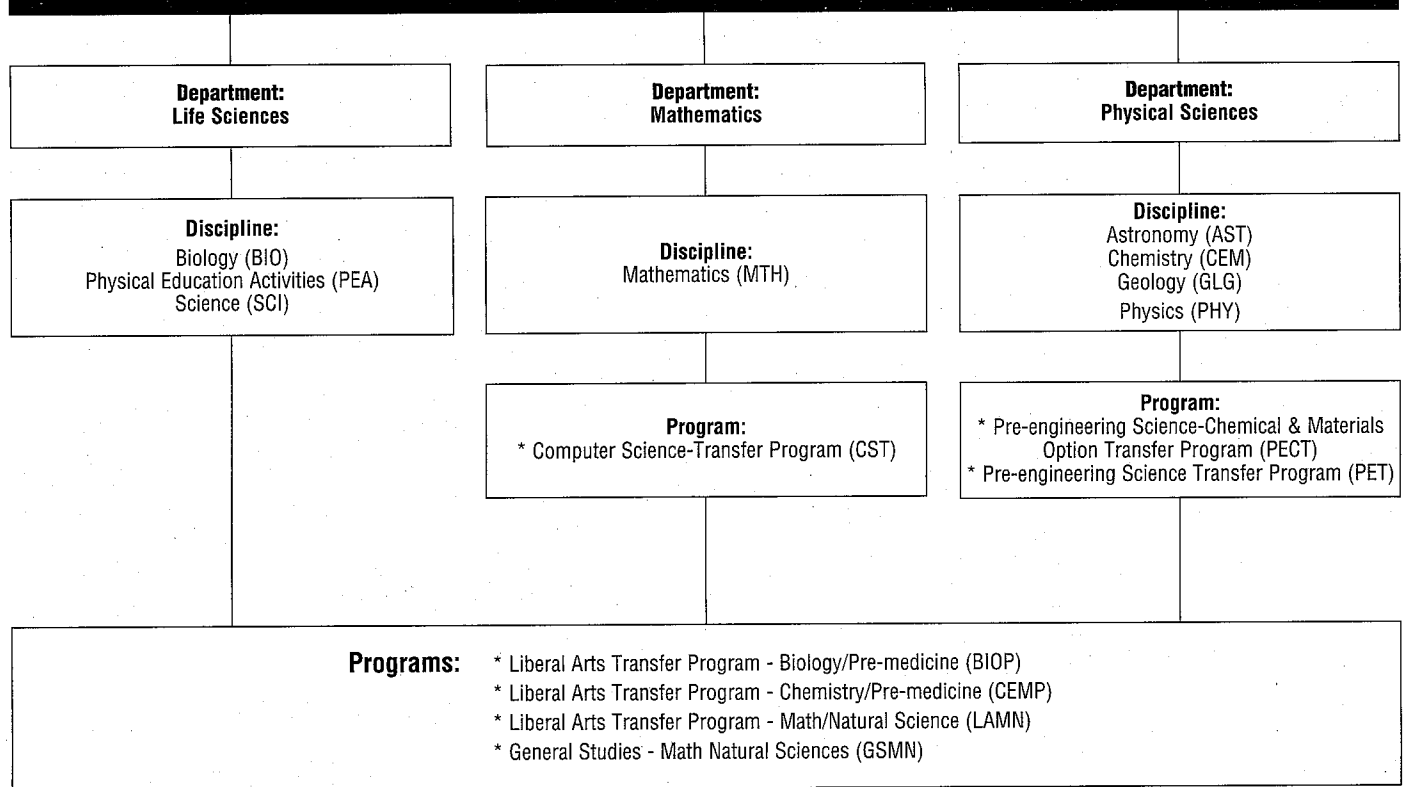 Department:
Life Sciences
Department:
Mathematics
Department:
Physical Sciences
Discipline:
Biology (BIO)
Physical Education Activities (PEA)
Science (SCI)
Discipline:
Mathematics (MTH)
Discipline:
Astronomy (AST)
Chemistry (CEM)
Geology (GLG)
Physics (PHY)
Program:
* Computer Science-Transfer Program (CST)
Program:
* Pre-engineering Science-Chemical & Materials
Option Transfer Program (PECT)
* Pre-engineering Science Transfer Program (PET)
Programs:
* Liberal Arts Transfer Program - Biology/Pre-medicine (BIOP)
* Liberal Arts Transfer Program - Chemistry/Pre-medicine (CEMP)
* Liberal Arts Transfer Program - Math/Natural Science (LAMN)
* General Studies - Math Natural Sciences (GSMN)